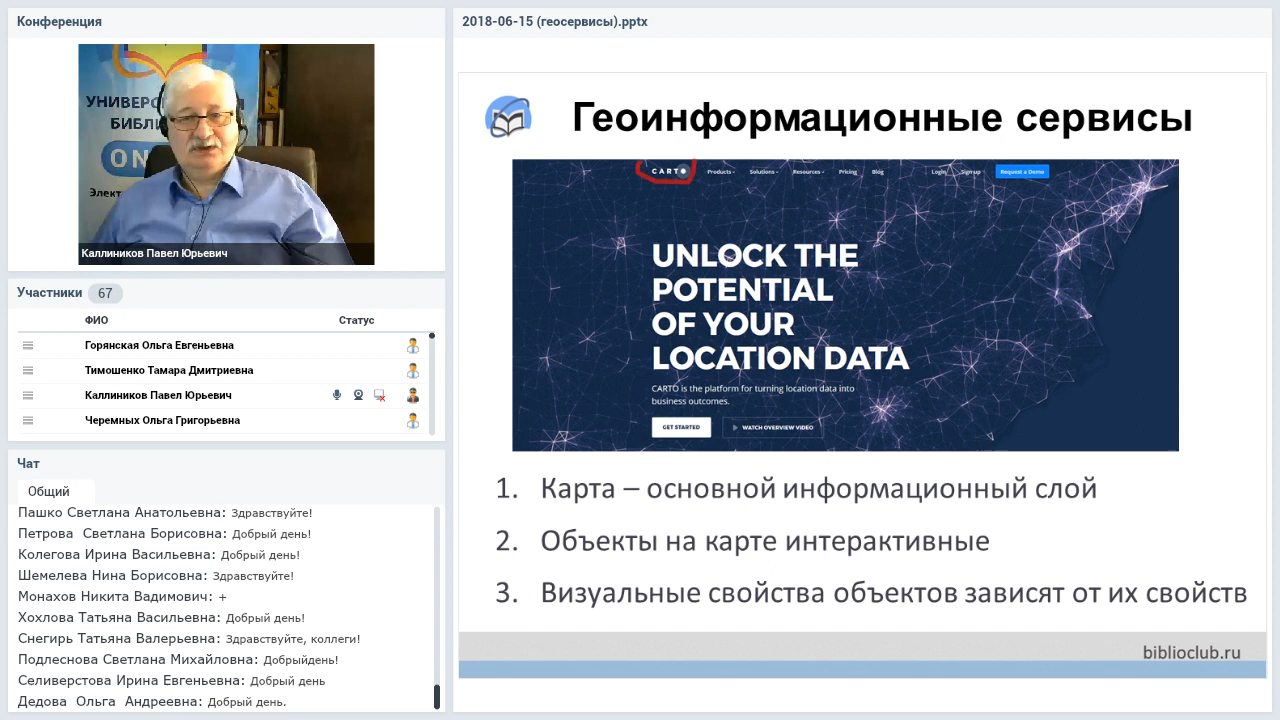 Конференция
УНИВЕРС
БИБЛИ
ON
Элект
Каллиников Павел Юрьевич
Участники 67
ФИО Статус
Горянская Ольга Евгеньевна
Тимошенко Тамара Дмитриевна
Каллиников Павел Юрьевич
Черемных Ольга Григорьевна
Чат
Общий
Пашко Светлана Анатольевна: Здравствуйте!
Петрова Светлана Борисовна: Добрый день!
Колегова Ирина Васильевна: Добрый день!
Шемелева Нина Борисовна: Здравствуйте!
Монахов Никита Вадимович: +
Хохлова Татьяна Васильевна: Добрый день!
Снегирь Татьяна Валерьевна: Здравствуйте, коллеги!
Подлеснова Светлана Михайловна: Добрыйдень!
Селиверстова Ирина Евгеньевна: Добрый день
Дедова Ольга Андреевна: Добрый день.
2018-06-15 (геосервисы).pptx
Геоинформационные сервисы
CARTO Products Solutions Resources Pricing Blog Login Signup Request a Demo
UNLOCK THE
POTENTIAL
OF YOUR
LOCATION DATA
CARTO is the platform for turning location data into
business outcomes.
GET STARTED WATCH OVERVIEW VIDEO
1. Карта – основной информационный слой
2. Объекты на карте интерактивные
3. Визуальные свойства объектов зависят от их свойств
biblioclub.ru